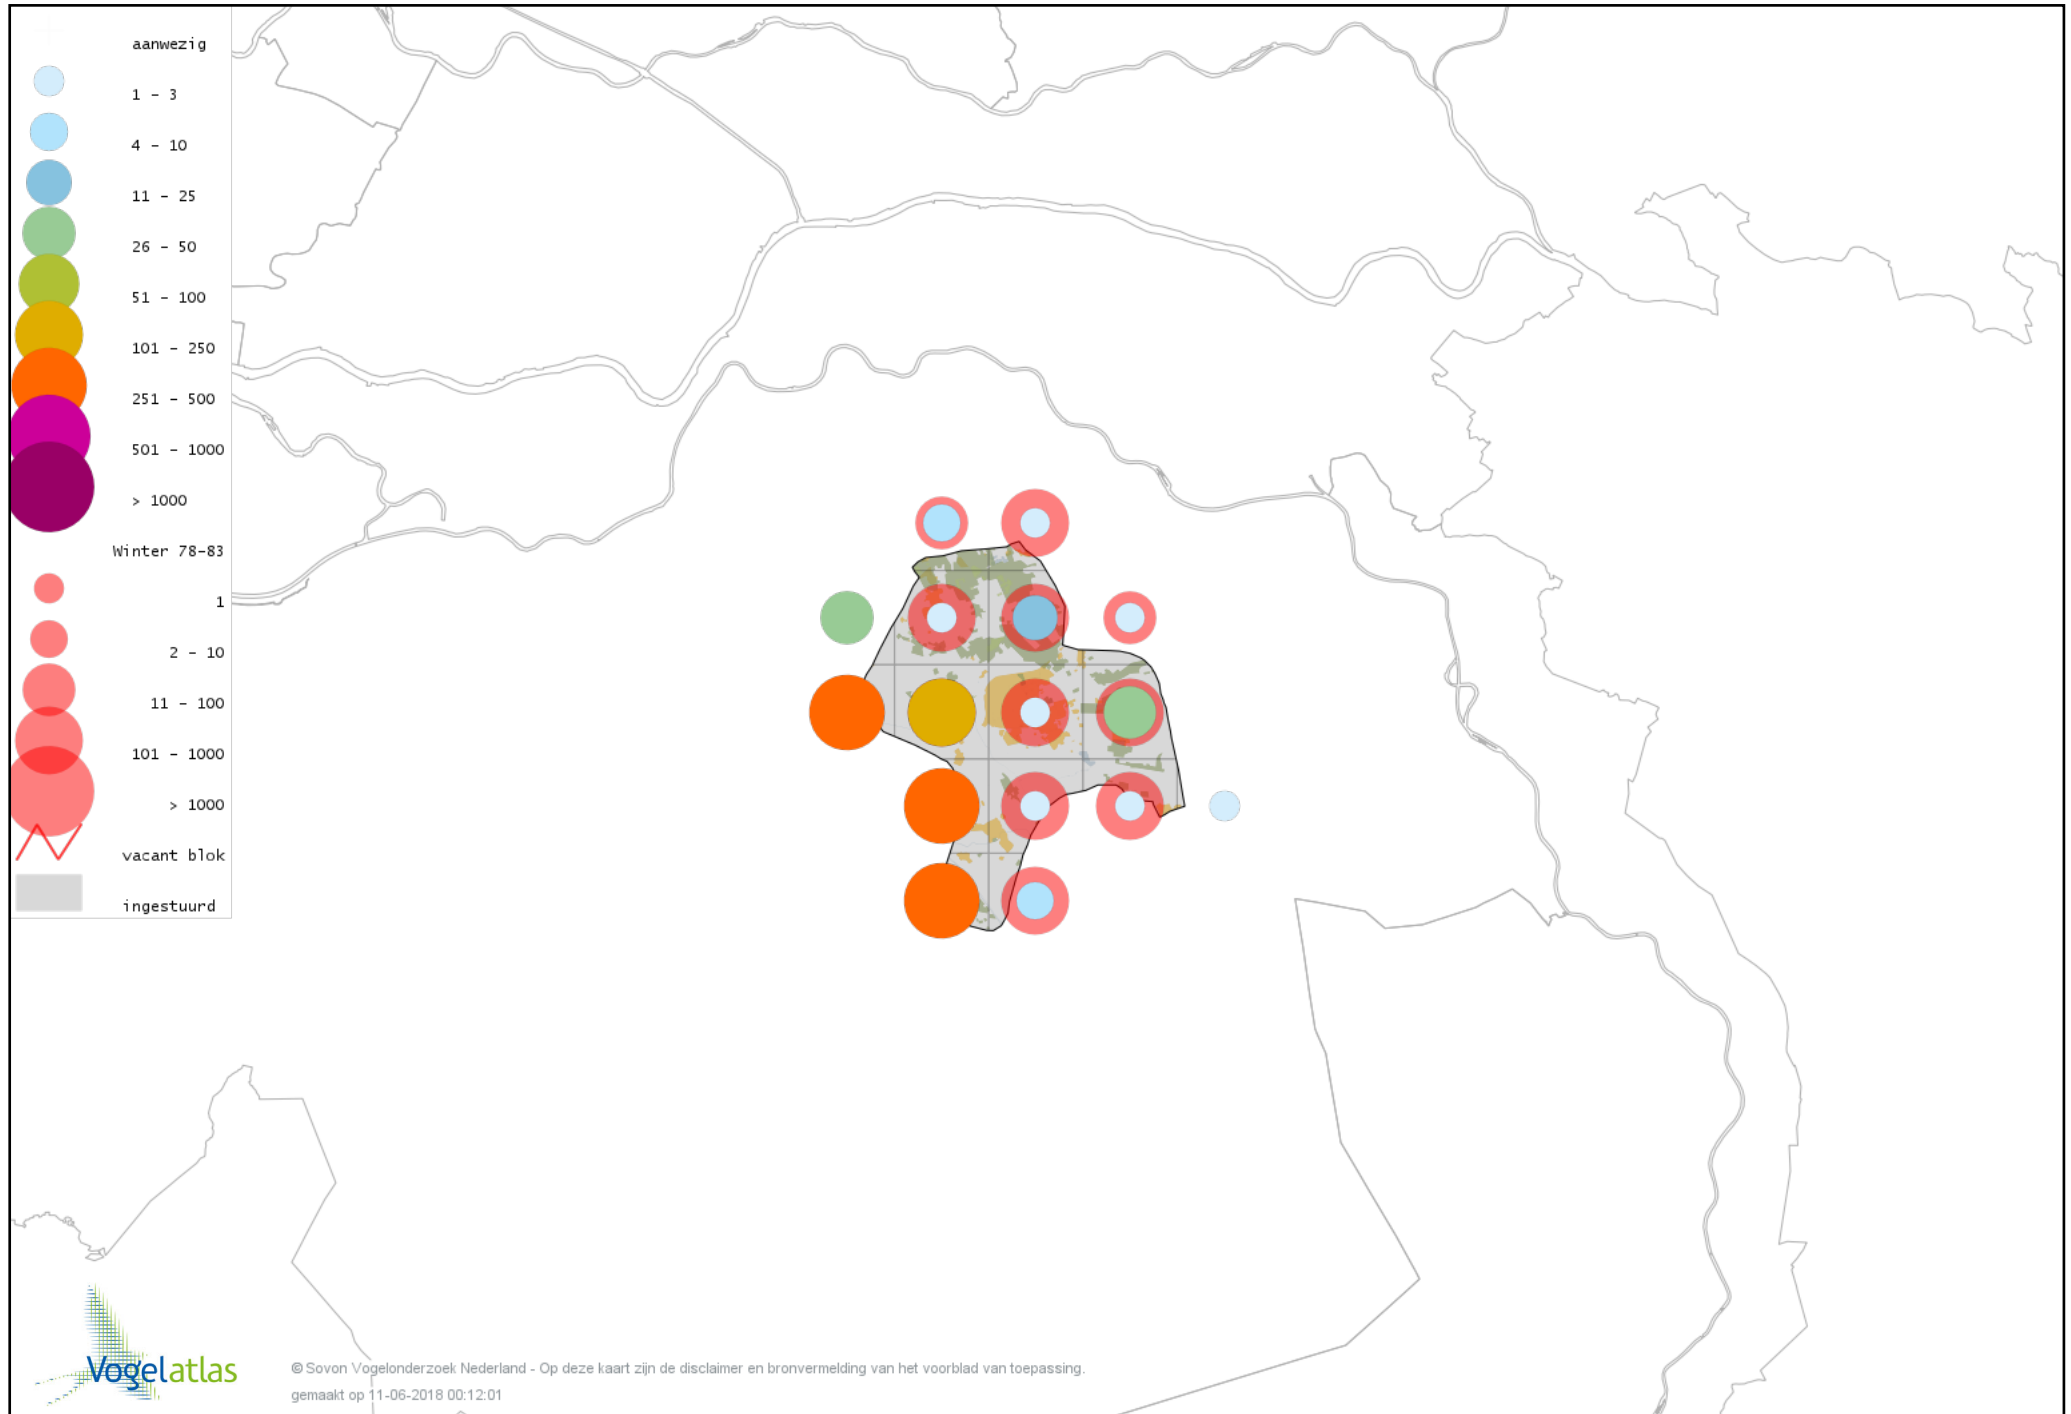 aanwezig
1 - 3
4 - 10
11 - 25
26 - 50
51 - 100
101 - 250
251 - 500
501 - 1000
> 1000
Winter 78-83
1
2 - 10
11 - 100
101 - 1000
> 1000
vacant blok
ingestuurd
Vogelatlas
© Sovon Vogelonderzoek Nederland - Op deze kaart zijn de disclaimer en bronvermelding van het voorblad van toepassing.
gemaakt op 11-06-2018 00:12:01